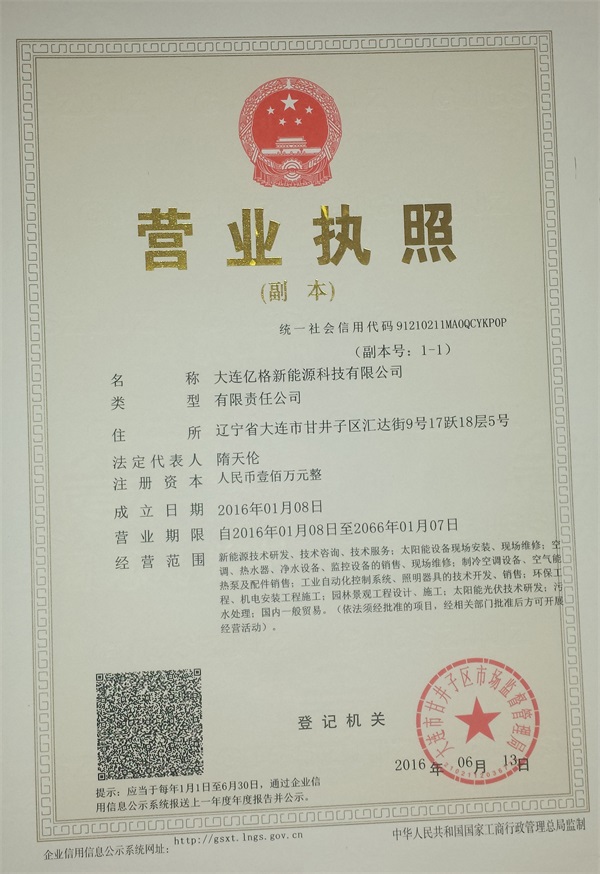 营业执照
(副本)
统一社会信用代码 91210211MA0QCYKP0P
（副本号：1-1）
名称 大连亿格新能源科技有限公司
类型 有限责任公司
住所 辽宁省大连市甘井子区汇达街9号17跃18层5号
法定代表人 隋天伦
注册资本 人民币壹佰万元整
成立日期 2016年01月08日
营业期限 自2016年01月08日至2066年01月07日
经营范围 新能源技术研发、技术咨询、技术服务；太阳能设备现场安装、现场维修；空
调、热水器、净水设备、监控设备的销售、现场维修；制冷空调设备、空气能
热泵及配件销售；工业自动化控制系统、照明器具的技术开发、销售；环保工
程、机电安装工程施工；园林景观工程设计、施工；太阳能光伏技术研发；污
水处理；国内一般贸易。（依法须经批准的项目，经相关部门批准后方可开展
经营活动）。
登记机关
大连市甘井子区市场监督管理局
2016年06月13日
提示：应当于每年1月1日至6月30日，通过企业信
用信息公示系统报送上一年度年度报告并公示。
企业信用信息公示系统网址：http://gsxt.lngs.gov.cn
中华人民共和国国家工商行政管理总局监制